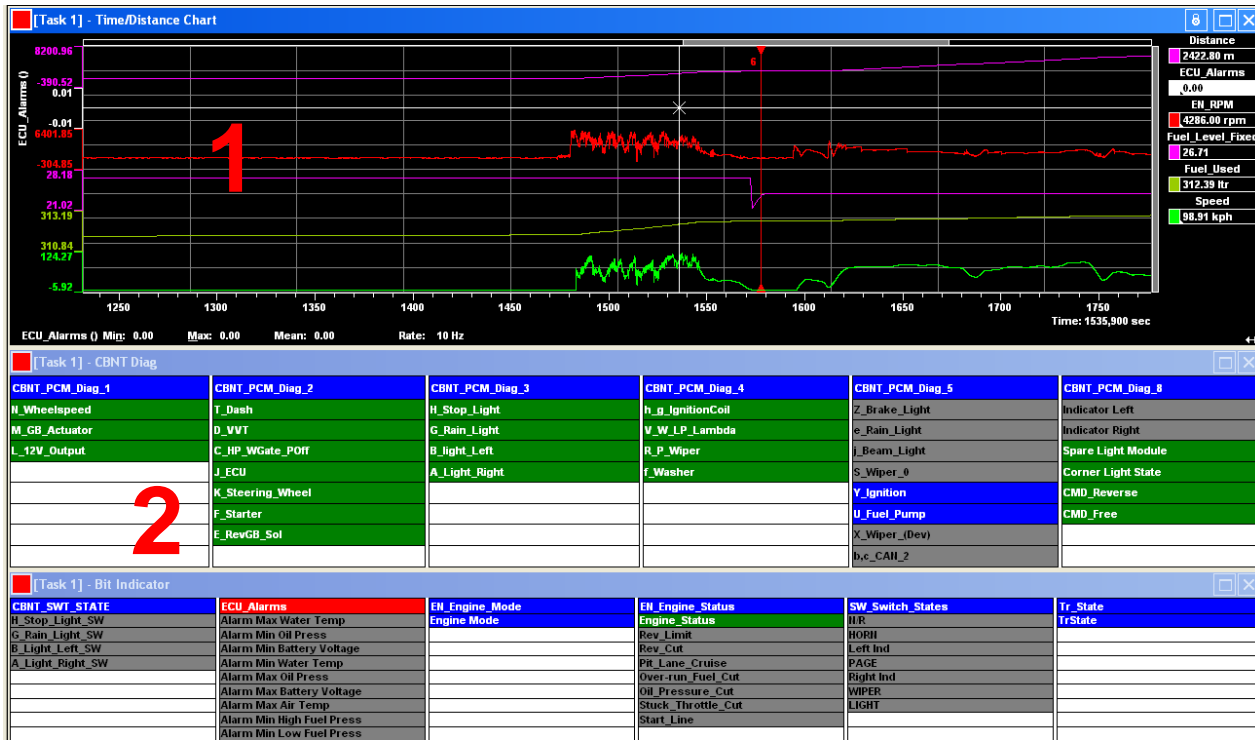 [Task 1] - Time/Distance Chart
8200.96
-390.52
0.01
-0.01
6401.85
-304.85
28.18
21.02
313.19
310.84
124.27
-5.92
ECU_Alarms ()
1
6
1250 1300 1350 1400 1450 1500 1550 1600 1650 1700 1750
Time: 1535,900 sec
ECU_Alarms () Min: 0.00 Max: 0.00 Mean: 0.00 Rate: 10 Hz
Distance
2422.80 m
ECU_Alarms
0.00
EN_RPM
4286.00 rpm
Fuel_Level_Fixed
26.71
Fuel_Used
312.39 ltr
Speed
98.91 kph
[Task 1] - CBNT Diag
CBNT_PCM_Diag_1 CBNT_PCM_Diag_2 CBNT_PCM_Diag_3 CBNT_PCM_Diag_4 CBNT_PCM_Diag_5 CBNT_PCM_Diag_8
N_Wheelspeed T_Dash H_Stop_Light h_g_IgnitionCoil Z_Brake_Light Indicator Left
M_GB_Actuator D_VVT G_Rain_Light V_W_LP_Lambda e_Rain_Light Indicator Right
L_12V_Output C_HP_WGate_POff B_light_Left R_P_Wiper j_Beam_Light Spare Light Module
J_ECU A_Light_Right f_Washer S_Wiper_0 Corner Light State
K_Steering_Wheel Y_Ignition CMD_Reverse
F_Starter U_Fuel_Pump CMD_Free
E_RevGB_Sol X_Wiper_(Dev)
b,c_CAN_2
2
[Task 1] - Bit Indicator
CBNT_SWT_STATE ECU_Alarms EN_Engine_Mode EN_Engine_Status SW_Switch_States Tr_State
H_Stop_Light_SW Alarm Max Water Temp Engine Mode Engine_Status N/R TrState
G_Rain_Light_SW Alarm Min Oil Press Rev_Limit HORN
B_Light_Left_SW Alarm Min Battery Voltage Rev_Cut Left Ind
A_Light_Right_SW Alarm Min Water Temp Pit_Lane_Cruise PAGE
Alarm Max Oil Press Over-run_Fuel_Cut Right Ind
Alarm Max Battery Voltage Oil_Pressure_Cut WIPER
Alarm Max Air Temp Stuck_Throttle_Cut LIGHT
Alarm Min High Fuel Press Start_Line
Alarm Min Low Fuel Press